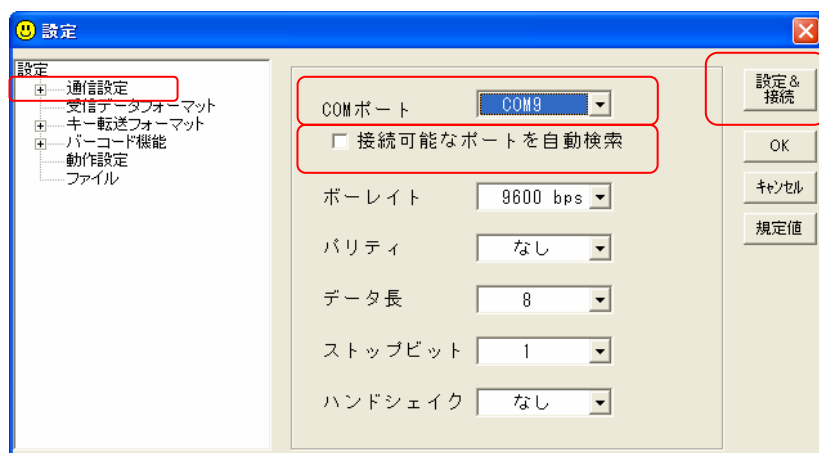 設定
設定
通信設定
受信データフォーマット
キー転送フォーマット
バーコード機能
動作設定
ファイル
COMポート COM9
接続可能なポートを自動検索
ボーレイト 9600 bps
パリティ なし
データ長 8
ストップビット 1
ハンドシェイク なし
設定&
接続
OK
キャンセル
規定値